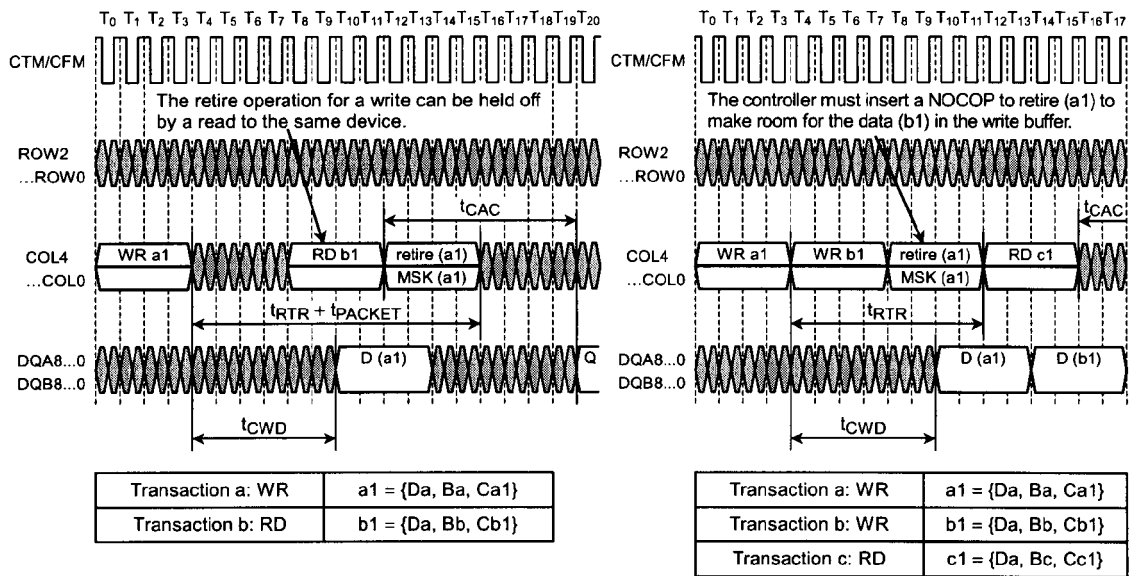 T0 T1 T2 T3 T4 T5 T6 T7 T8 T9 T10 T11 T12 T13 T14 T15 T16 T17 T18 T19 T20
CTM/CFM
The retire operation for a write can be held off
by a read to the same device.
ROW2
...ROW0
tCAC
COL4
...COL0
WR a1
RD b1
retire (a1)
MSK (a1)
tRTR + tPACKET
DQA8...0
DQB8...0
D (a1)
Q
tCWD
Transaction a: WR a1 = {Da, Ba, Ca1}
Transaction b: RD b1 = {Da, Bb, Cb1}
T0 T1 T2 T3 T4 T5 T6 T7 T8 T9 T10 T11 T12 T13 T14 T15 T16 T17
CTM/CFM
The controller must insert a NOCOP to retire (a1) to
make room for the data (b1) in the write buffer.
ROW2
...ROW0
tCAC
COL4
...COL0
WR a1
WR b1
retire (a1)
MSK (a1)
RD c1
tRTR
DQA8...0
DQB8...0
D (a1)
D (b1)
tCWD
Transaction a: WR a1 = {Da, Ba, Ca1}
Transaction b: WR b1 = {Da, Bb, Cb1}
Transaction c: RD c1 = {Da, Bc, Cc1}